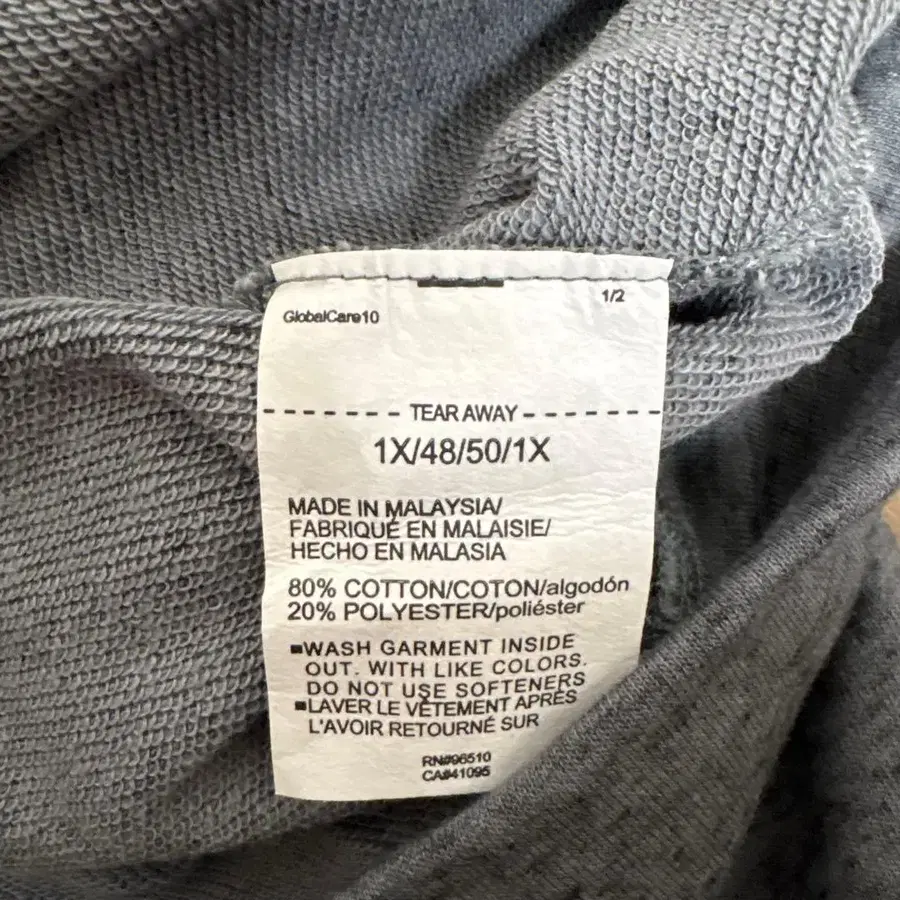 1/2
GlobalCare10
TEAR AWAY
1X/48/50/1X
MADE IN MALAYSIA/
FABRIQUÉ EN MALAISIE/
HECHO EN MALASIA
80% COTTON/COTON/algodón
20% POLYESTER/poliéster
▪WASH GARMENT INSIDE
OUT. WITH LIKE COLORS.
DO NOT USE SOFTENERS
▪LAVER LE VÊTEMENT APRÈS
L'AVOIR RETOURNÉ SUR
RN#96510
CA#41095